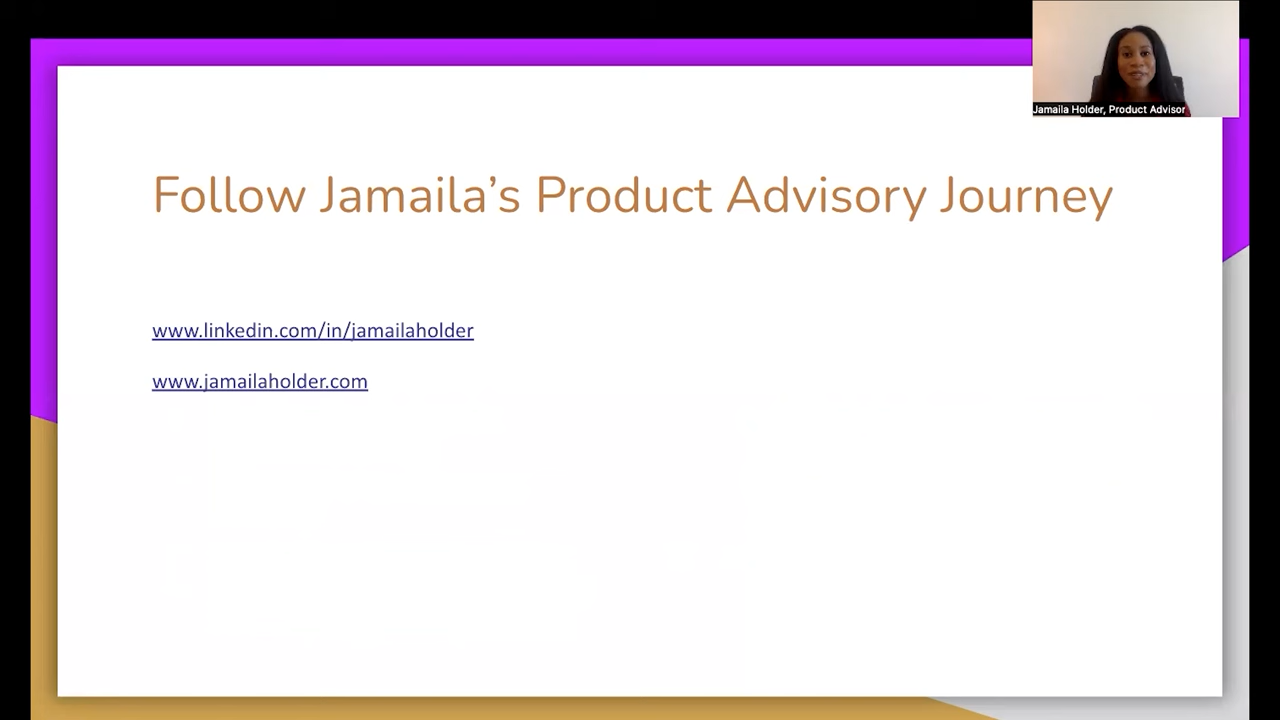 Jamaila Holder, Product Advisor
Follow Jamaila’s Product Advisory Journey
www.linkedin.com/in/jamailaholder
www.jamailaholder.com